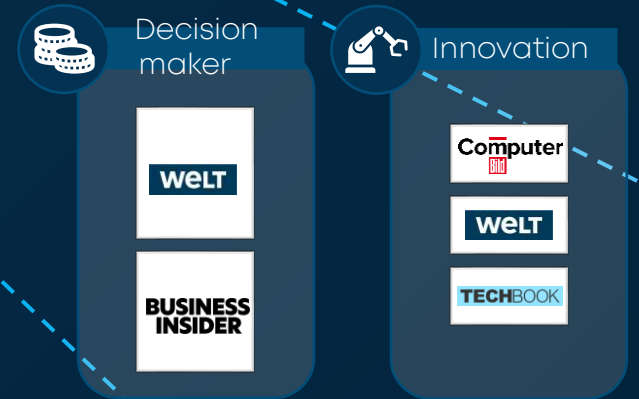 Decision
maker
WELT
BUSINESS
INSIDER
Innovation
Computer
Bild
WELT
TECHBOOK